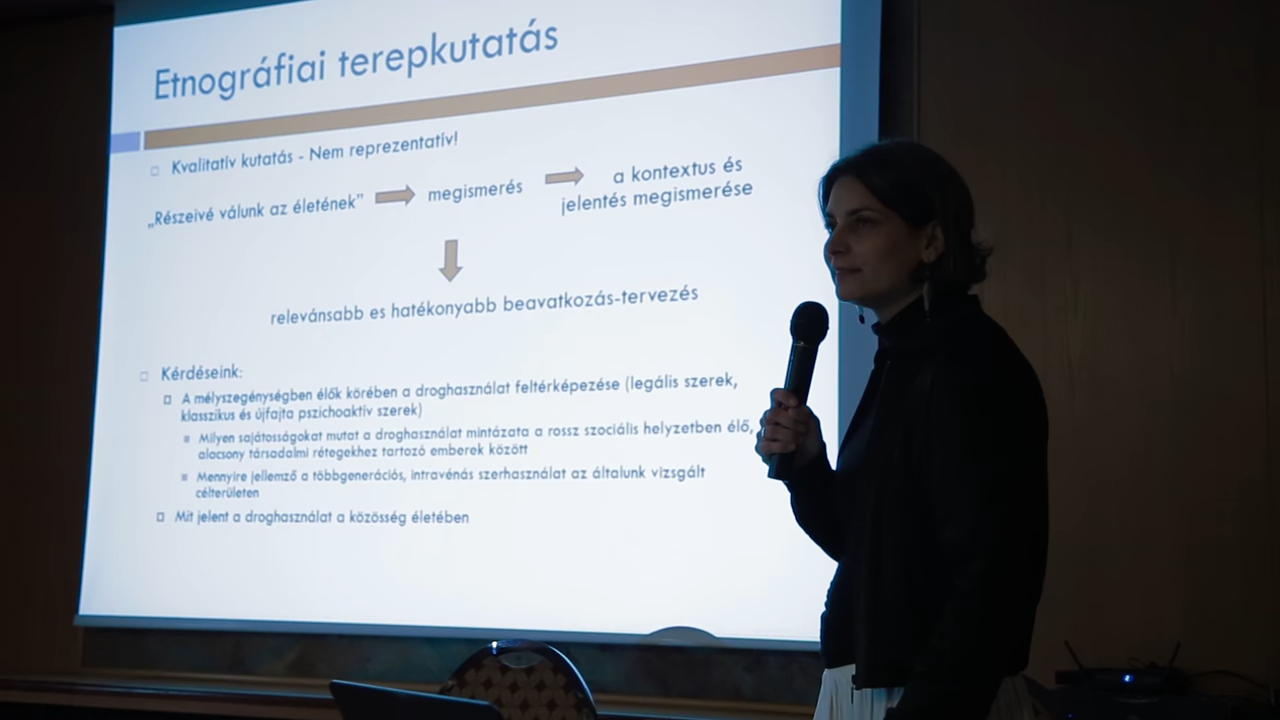 Etnográfiai terepkutatás
Kvalitatív kutatás - Nem reprezentatív!
„Részeivé válunk az életének” megismerés a kontextus és
jelentés megismerése
relevánsabb es hatékonyabb beavatkozás-tervezés
Kérdéseink:
A mélyszegénységben élők körében a droghasználat feltérképezése (legális szerek,
klasszikus és újfajta pszichoaktív szerek)
Milyen sajátosságokat mutat a droghasználat mintázata a rossz szociális helyzetben élő,
alacsony társadalmi rétegekhez tartozó emberek között
Mennyire jellemző a többgenerációs, intravénás szerhasználat az általunk vizsgált
célterületen
Mit jelent a droghasználat a közösség életében